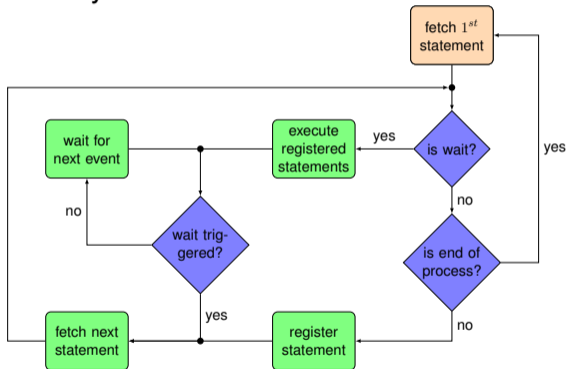 y
fetch 1st
statement
wait for
next event
execute
registered
statements
yes
is wait?
yes
no
no
wait trig-
gered?
is end of
process?
yes
no
fetch next
statement
register
statement